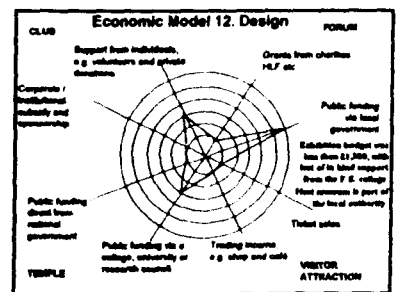 Economic Model 12. Design
CLUB
FORUM
Support from individuals,
e.g. volunteers and private
donations
Grants from charities
HLF etc
Corporate /
institutional
subsidy and
sponsorship
Public funding
via local
government
Exhibition budget was
less than £1,500, with
lots of in kind support
from the F.E. college
Host museum is part of
the local authority
Public funding
direct from
national
government
Ticket sales
Public funding via a
college, university or
research council
Trading income
e.g. shop and café
TEMPLE
VISITOR
ATTRACTION